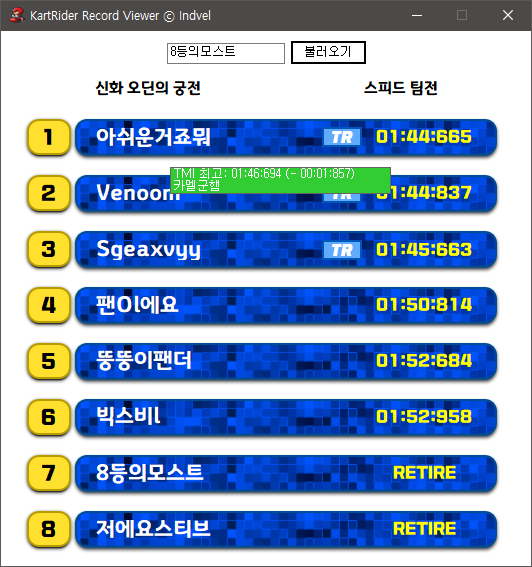 KartRider Record Viewer ⓒ Indvel
8등의모스트 불러오기
신화 오딘의 궁전 스피드 팀전
1 아쉬운거죠뭐 TR 01:44:665
TMI 최고: 01:46:694 (- 00:01:857)
카멜군햄
2 Venoom 01:44:837
3 Sgeaxvyy TR 01:45:663
4 팬Ol에요 01:50:814
5 뚱뚱이팬더 01:52:684
6 빅스비l 01:52:958
7 8등의모스트 RETIRE
8 저에요스티브 RETIRE